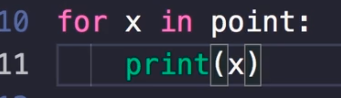 10 for x in point:
11     print(x)